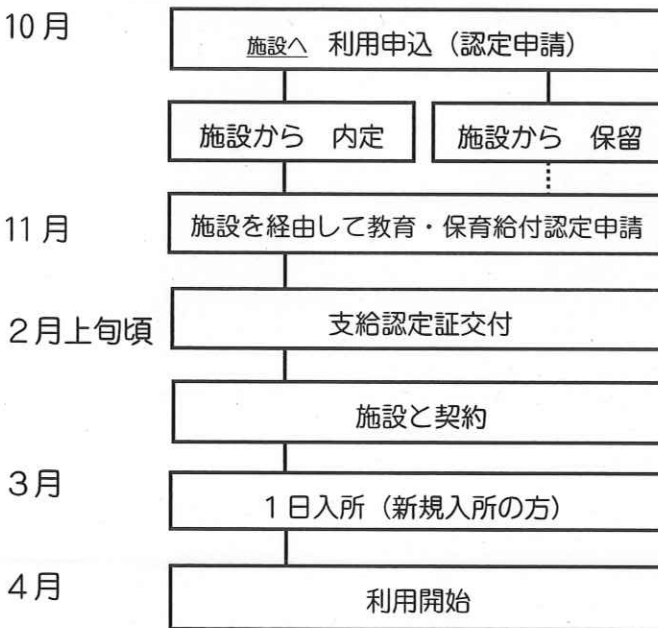 10月
施設へ 利用申込（認定申請）
施設から 内定
施設から 保留
11月
施設を経由して教育・保育給付認定申請
2月上旬頃
支給認定証交付
施設と契約
3月
1日入所（新規入所の方）
4月
利用開始